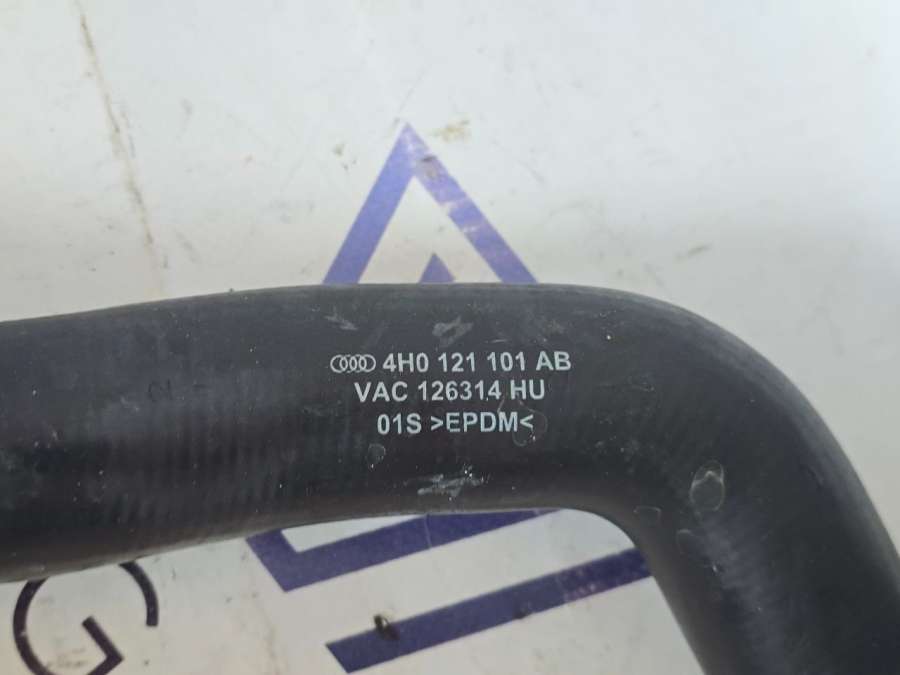 4H0 121 101 AB
VAC 126314 HU
01S >EPDM<
G